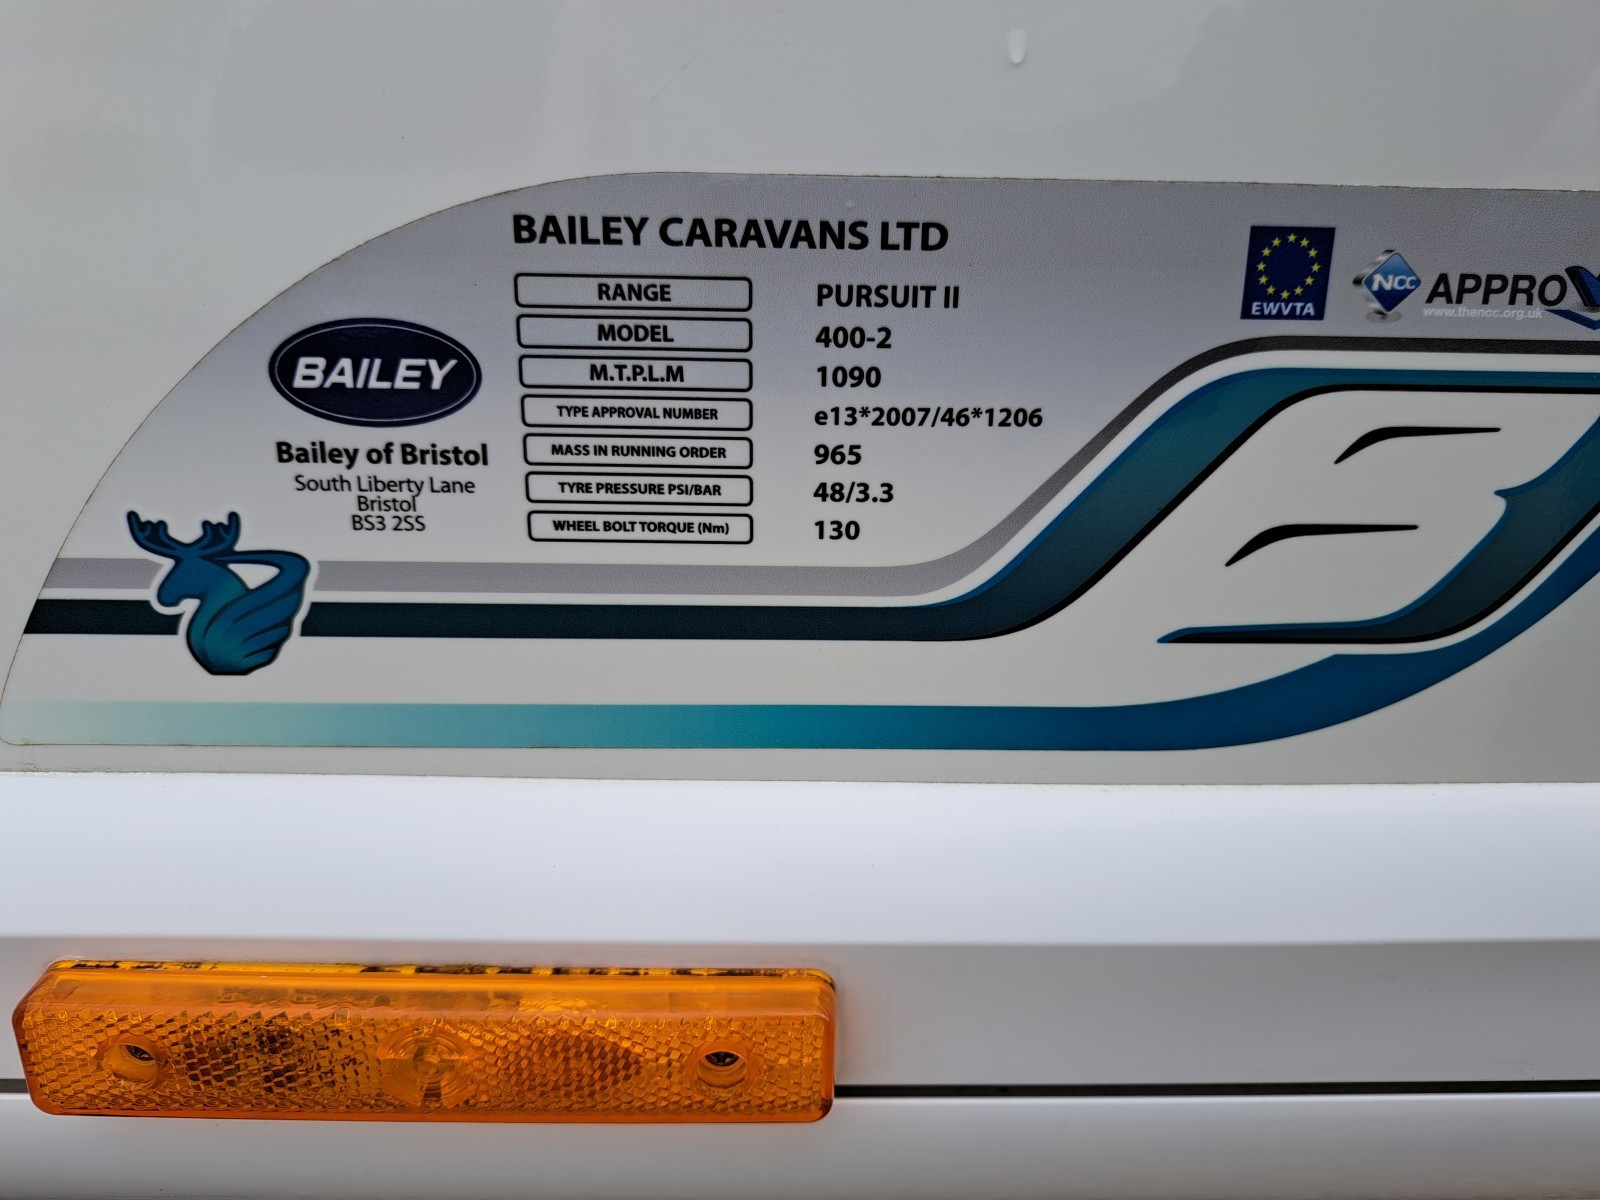 BAILEY CARAVANS LTD
RANGE PURSUIT II
MODEL 400-2
M.T.P.L.M 1090
TYPE APPROVAL NUMBER e13*2007/46*1206
MASS IN RUNNING ORDER 965
TYRE PRESSURE PSI/BAR 48/3.3
WHEEL BOLT TORQUE (Nm) 130
BAILEY
Bailey of Bristol
South Liberty Lane
Bristol
BS3 2SS
EWVTA
NCC APPROV
www.thencc.org.uk